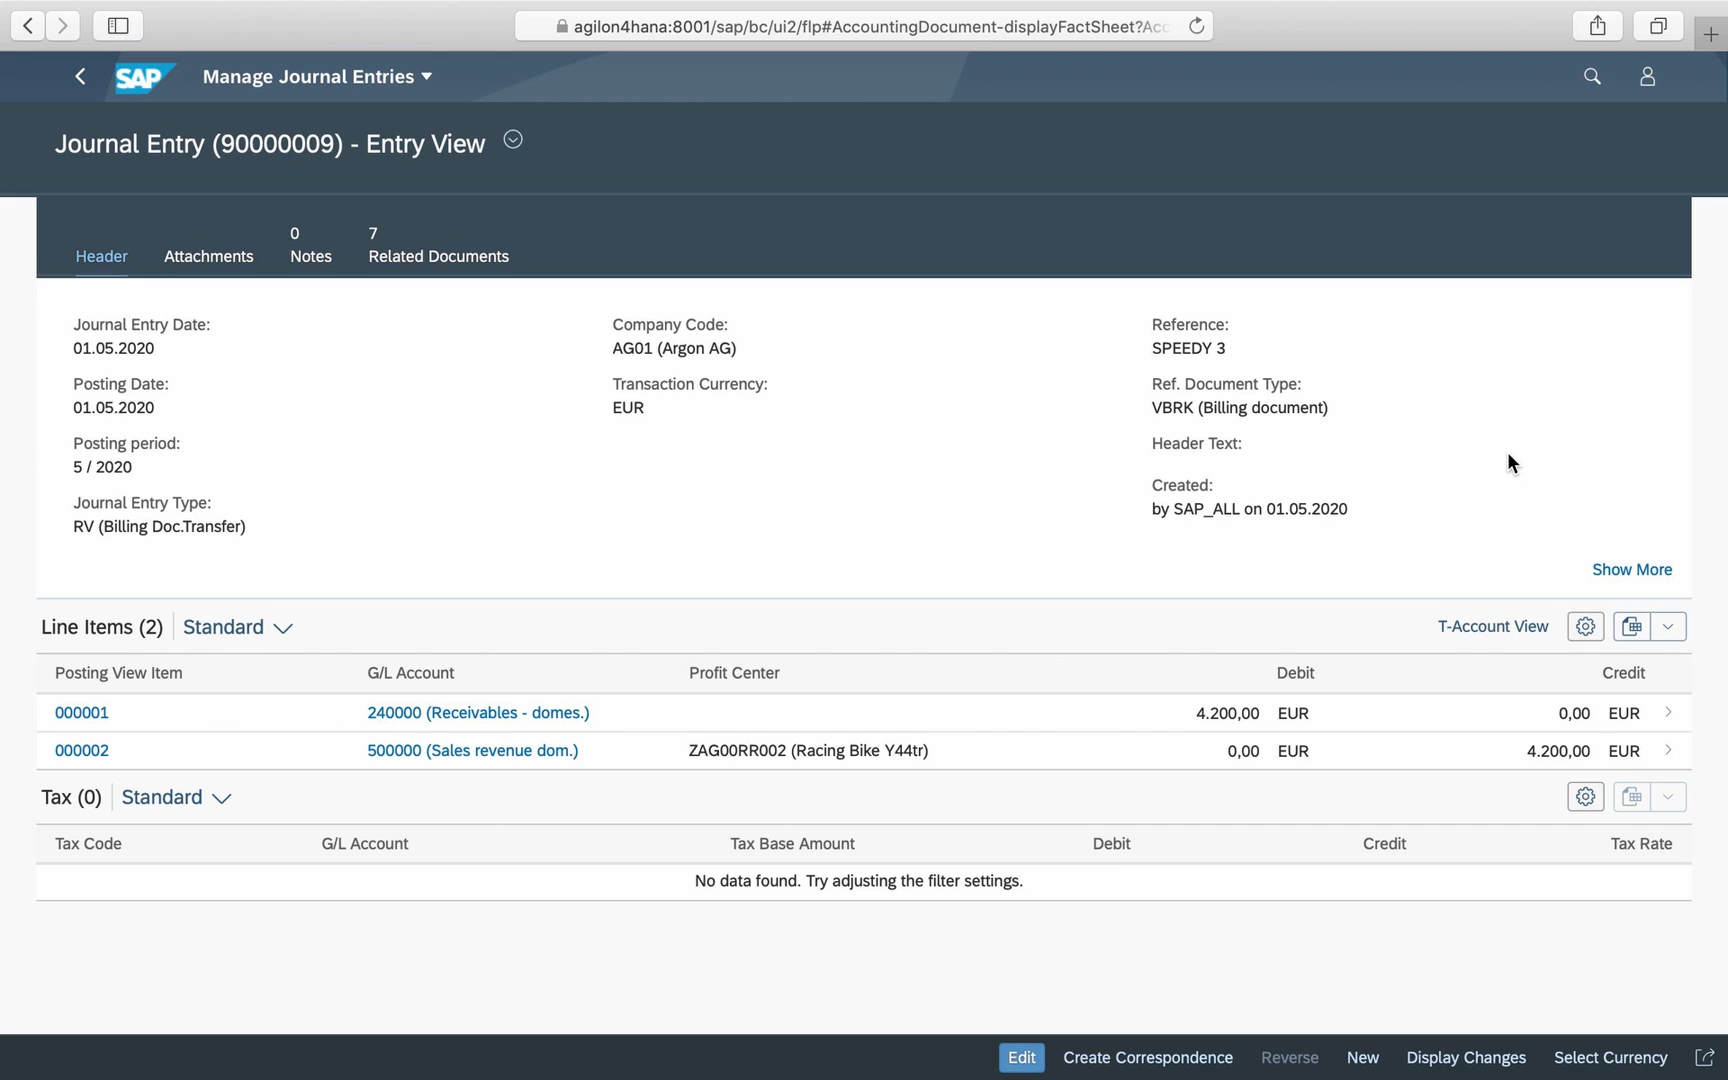 agilon4hana:8001/sap/bc/ui2/flp#AccountingDocument-displayFactSheet?Acc
SAP Manage Journal Entries
Journal Entry (90000009) - Entry View
0 7
Header Attachments Notes Related Documents
Journal Entry Date: Company Code: Reference:
01.05.2020 AG01 (Argon AG) SPEEDY 3
Posting Date: Transaction Currency: Ref. Document Type:
01.05.2020 EUR VBRK (Billing document)
Posting period: Header Text:
5 / 2020
Created:
Journal Entry Type: by SAP_ALL on 01.05.2020
RV (Billing Doc.Transfer)
Show More
Line Items (2) Standard T-Account View
Posting View Item G/L Account Profit Center Debit Credit
000001 240000 (Receivables - domes.) 4.200,00 EUR 0,00 EUR
000002 500000 (Sales revenue dom.) ZAG00RR002 (Racing Bike Y44tr) 0,00 EUR 4.200,00 EUR
Tax (0) Standard
Tax Code G/L Account Tax Base Amount Debit Credit Tax Rate
No data found. Try adjusting the filter settings.
Edit Create Correspondence Reverse New Display Changes Select Currency